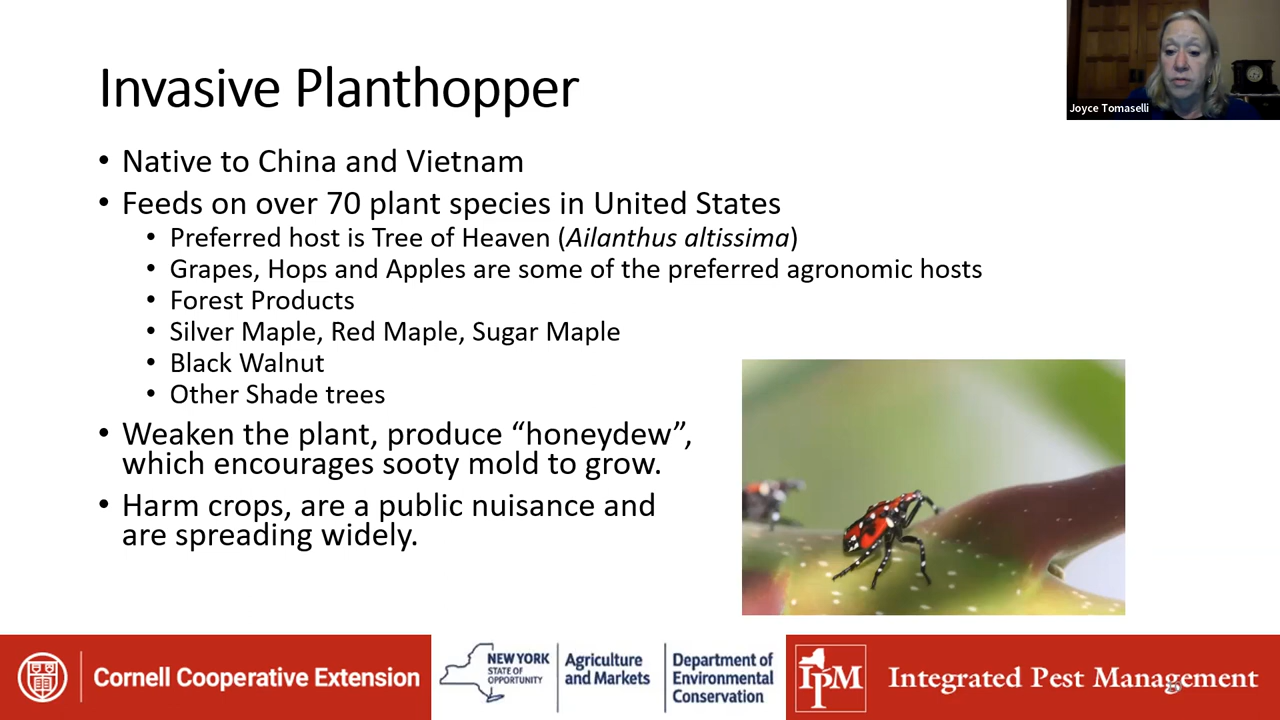 Invasive Planthopper
Joyce Tomaselli
• Native to China and Vietnam
• Feeds on over 70 plant species in United States
• Preferred host is Tree of Heaven (Ailanthus altissima)
• Grapes, Hops and Apples are some of the preferred agronomic hosts
• Forest Products
• Silver Maple, Red Maple, Sugar Maple
• Black Walnut
• Other Shade trees
• Weaken the plant, produce “honeydew”,
which encourages sooty mold to grow.
• Harm crops, are a public nuisance and
are spreading widely.
Cornell Cooperative Extension
NEW YORK
STATE OF
OPPORTUNITY
Agriculture
and Markets
Department of
Environmental
Conservation
IPM
Integrated Pest Management